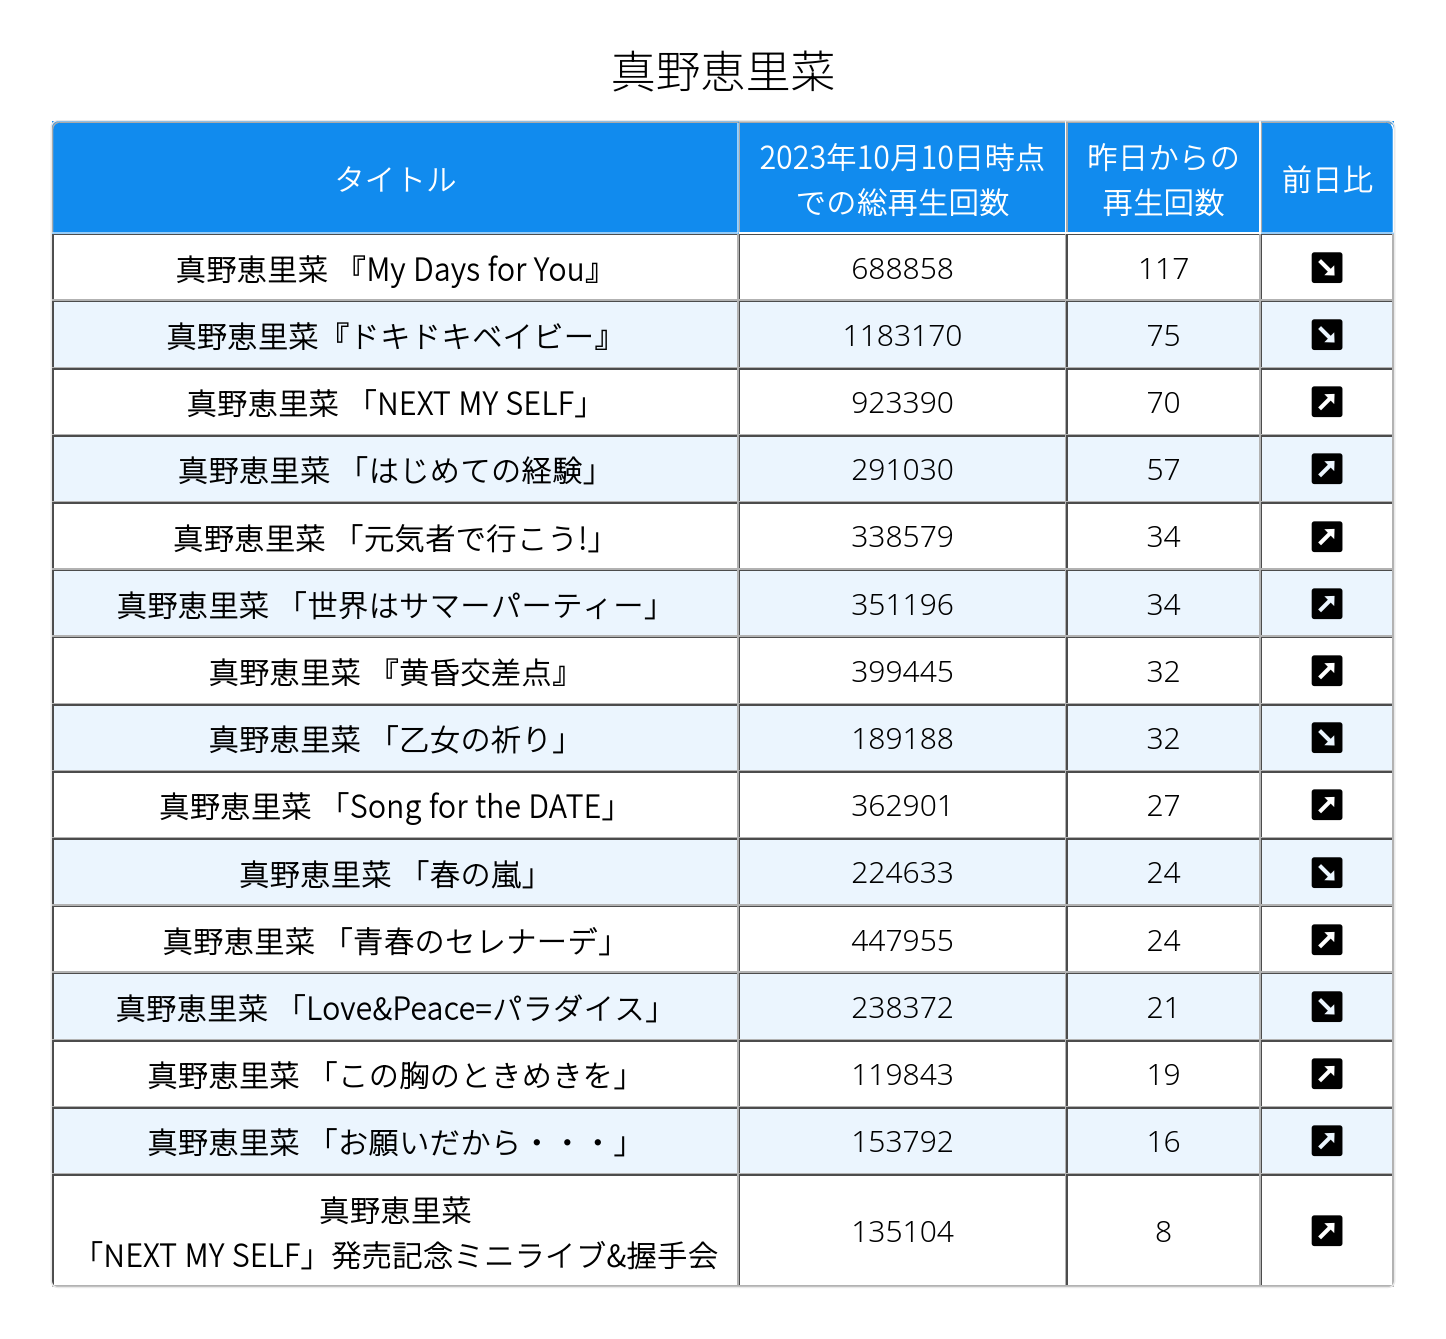 真野恵里菜
タイトル
2023年10月10日時点
での総再生回数
昨日からの
再生回数
前日比
真野恵里菜 『My Days for You』 688858 117
真野恵里菜『ドキドキベイビー』 1183170 75
真野恵里菜 「NEXT MY SELF」 923390 70
真野恵里菜 「はじめての経験」 291030 57
真野恵里菜 「元気者で行こう!」 338579 34
真野恵里菜 「世界はサマーパーティー」 351196 34
真野恵里菜 『黄昏交差点』 399445 32
真野恵里菜 「乙女の祈り」 189188 32
真野恵里菜 「Song for the DATE」 362901 27
真野恵里菜 「春の嵐」 224633 24
真野恵里菜 「青春のセレナーデ」 447955 24
真野恵里菜 「Love&Peace=パラダイス」 238372 21
真野恵里菜 「この胸のときめきを」 119843 19
真野恵里菜 「お願いだから・・・」 153792 16
真野恵里菜
「NEXT MY SELF」発売記念ミニライブ&握手会 135104 8